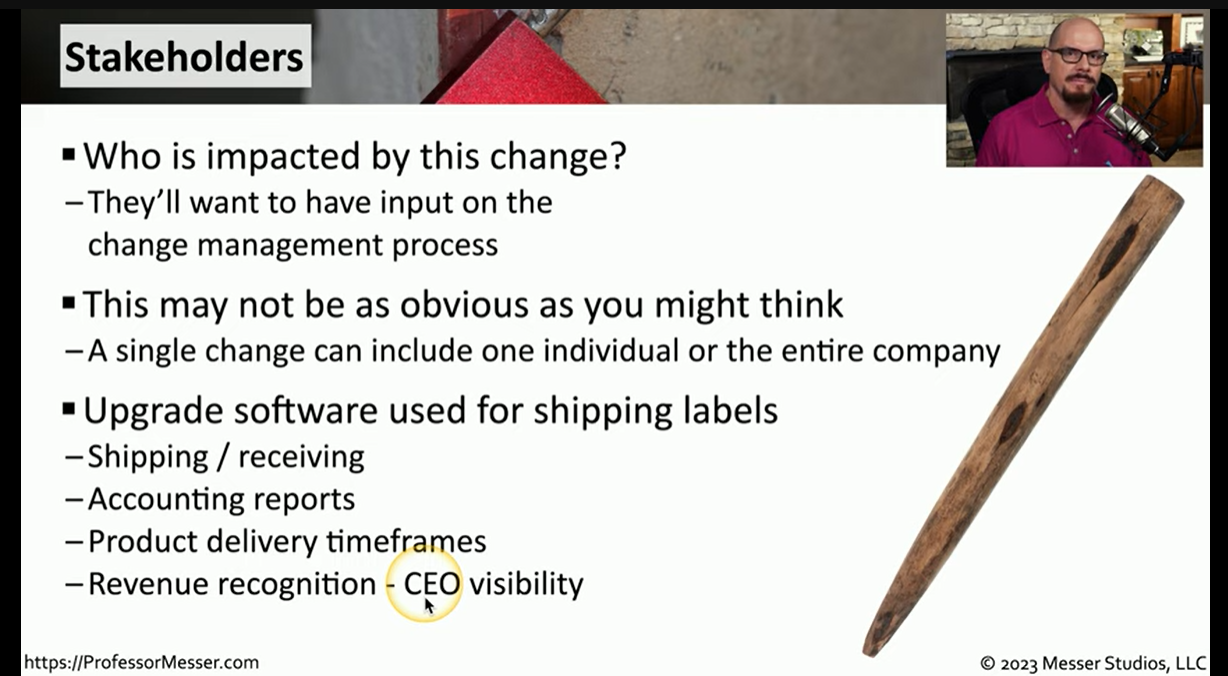 Stakeholders
▪ Who is impacted by this change?
– They’ll want to have input on the
change management process
▪ This may not be as obvious as you might think
– A single change can include one individual or the entire company
▪ Upgrade software used for shipping labels
– Shipping / receiving
– Accounting reports
– Product delivery timeframes
– Revenue recognition - CEO visibility
https://ProfessorMesser.com
© 2023 Messer Studios, LLC